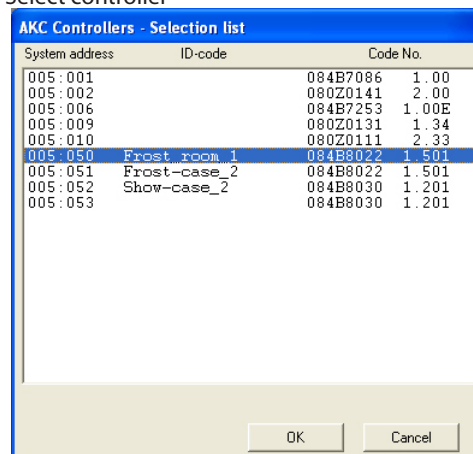 Select controller
AKC Controllers - Selection list
System address ID-code Code No.
005:001 084B7086 1.00
005:002 080Z0141 2.00
005:006 084B7253 1.00E
005:009 080Z0131 1.34
005:010 080Z0111 2.33
005:050 Frost room 1 084B8022 1.501
005:051 Frost-case_2 084B8022 1.501
005:052 Show-case_2 084B8030 1.201
005:053 084B8030 1.201
OK Cancel